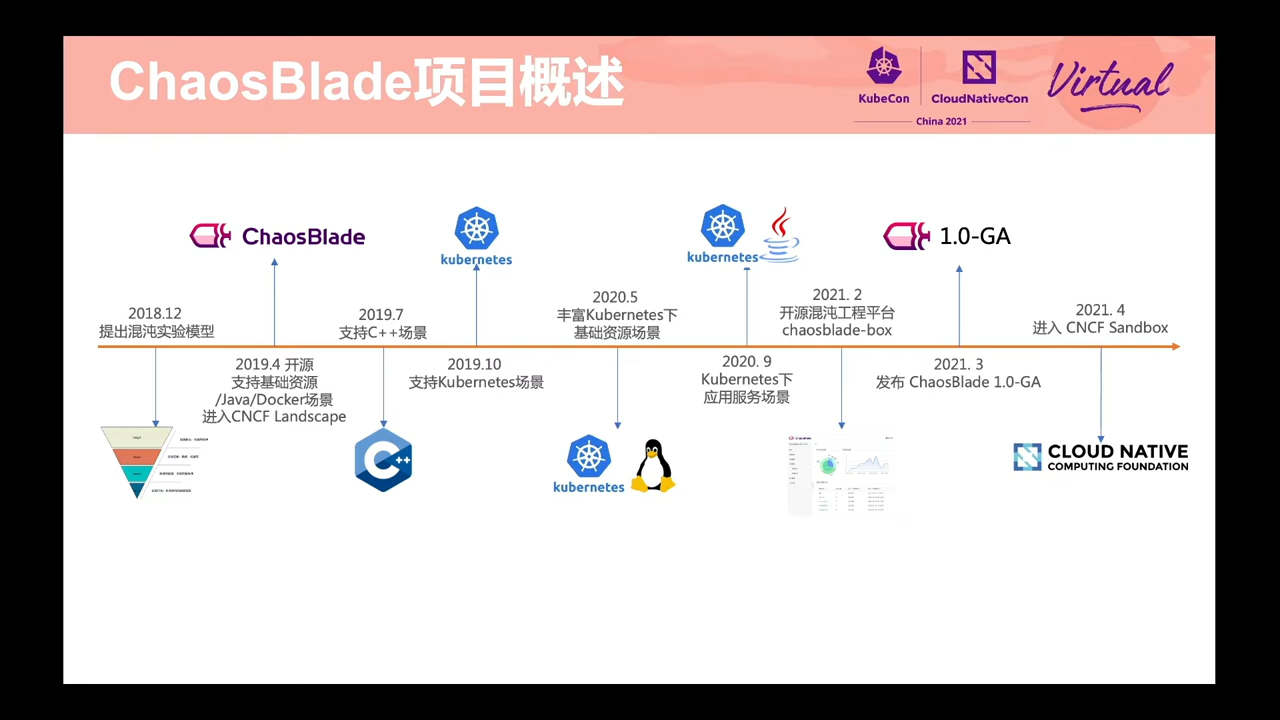 ChaosBlade项目概述
KubeCon
CloudNativeCon
Virtual
China 2021
ChaosBlade
kubernetes
kubernetes
1.0-GA
2018.12
提出混沌实验模型
2019.4 开源
支持基础资源
/Java/Docker场景
进入CNCF Landscape
2019.7
支持C++场景
2019.10
支持Kubernetes场景
2020.5
丰富Kubernetes下
基础资源场景
2020. 9
Kubernetes下
应用服务场景
2021. 2
开源混沌工程平台
chaosblade-box
2021. 3
发布 ChaosBlade 1.0-GA
2021. 4
进入 CNCF Sandbox
C++
kubernetes
CLOUD NATIVE
COMPUTING FOUNDATION